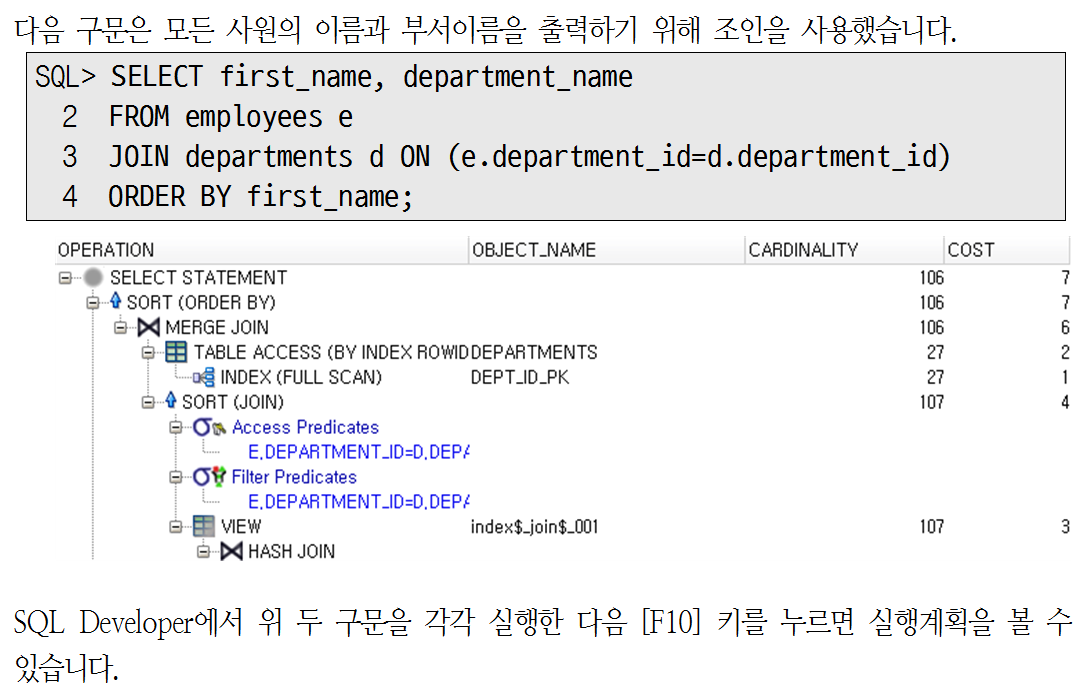 다음 구문은 모든 사원의 이름과 부서이름을 출력하기 위해 조인을 사용했습니다.
SQL> SELECT first_name, department_name
2 FROM employees e
3 JOIN departments d ON (e.department_id=d.department_id)
4 ORDER BY first_name;
OPERATION OBJECT_NAME CARDINALITY COST
SELECT STATEMENT 106 7
SORT (ORDER BY) 106 7
MERGE JOIN 106 6
TABLE ACCESS (BY INDEX ROWID DEPARTMENTS 27 2
INDEX (FULL SCAN) DEPT_ID_PK 27 1
SORT (JOIN) 107 4
Access Predicates
E.DEPARTMENT_ID=D.DEPA
Filter Predicates
E.DEPARTMENT_ID=D.DEPA
VIEW index$_join$_001 107 3
HASH JOIN
SQL Developer에서 위 두 구문을 각각 실행한 다음 [F10] 키를 누르면 실행계획을 볼 수
있습니다.